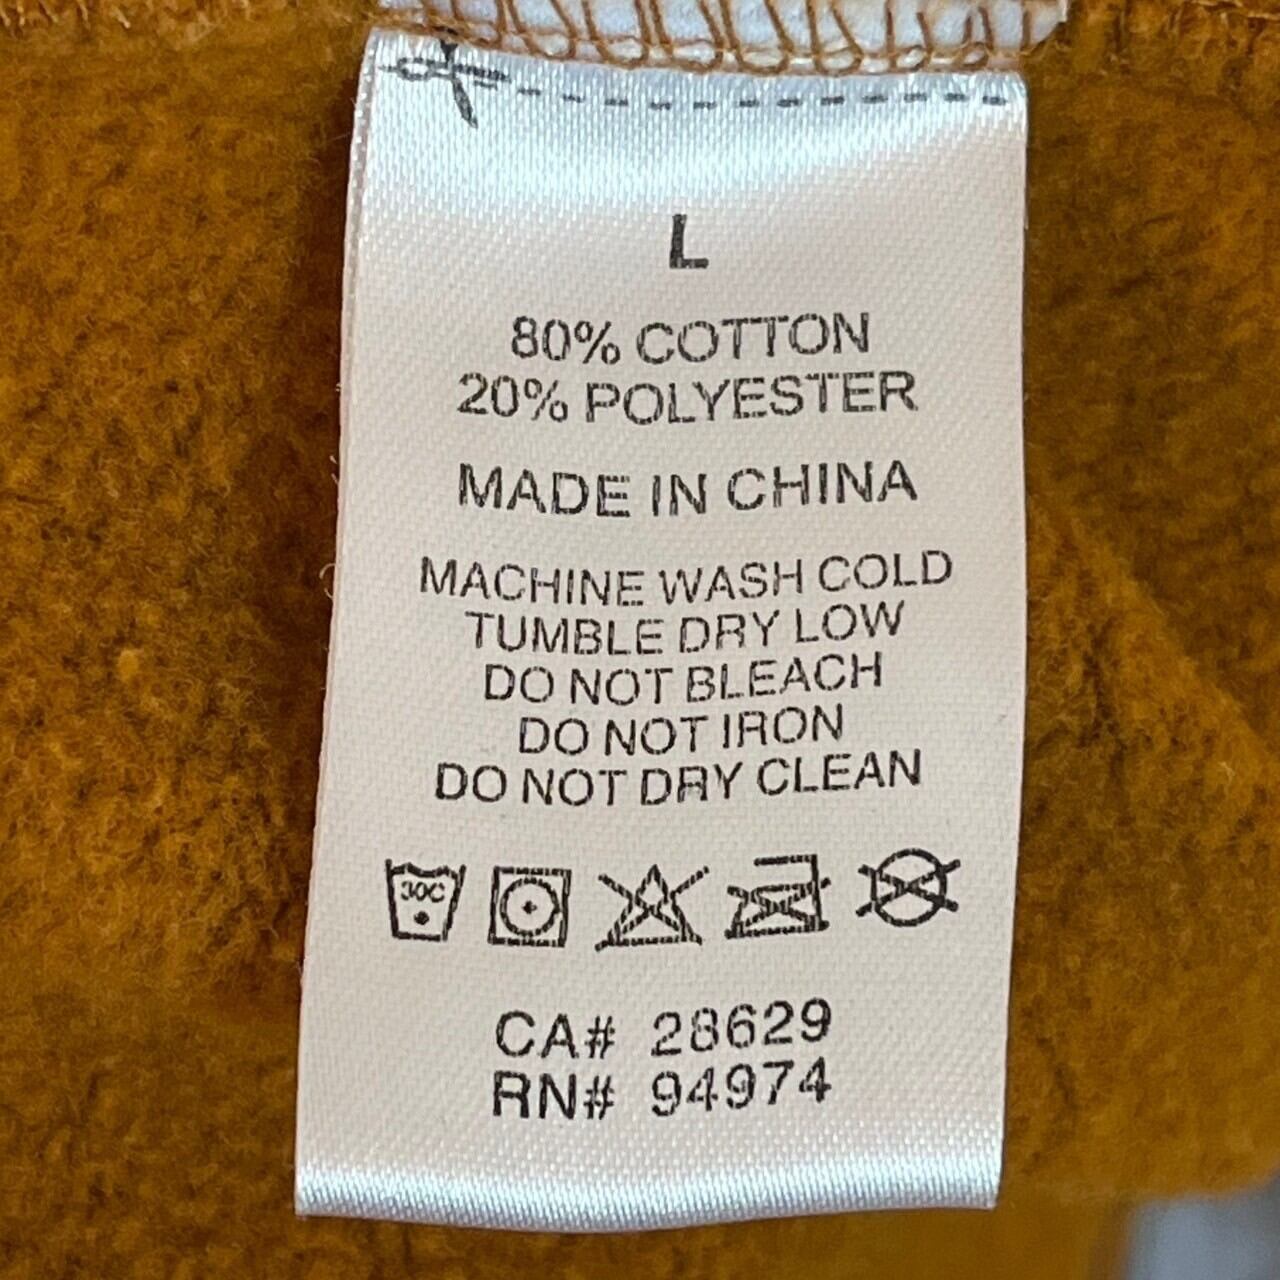 L
80% COTTON
20% POLYESTER
MADE IN CHINA
MACHINE WASH COLD
TUMBLE DRY LOW
DO NOT BLEACH
DO NOT IRON
DO NOT DRY CLEAN
30C
CA# 28629
RN# 94974